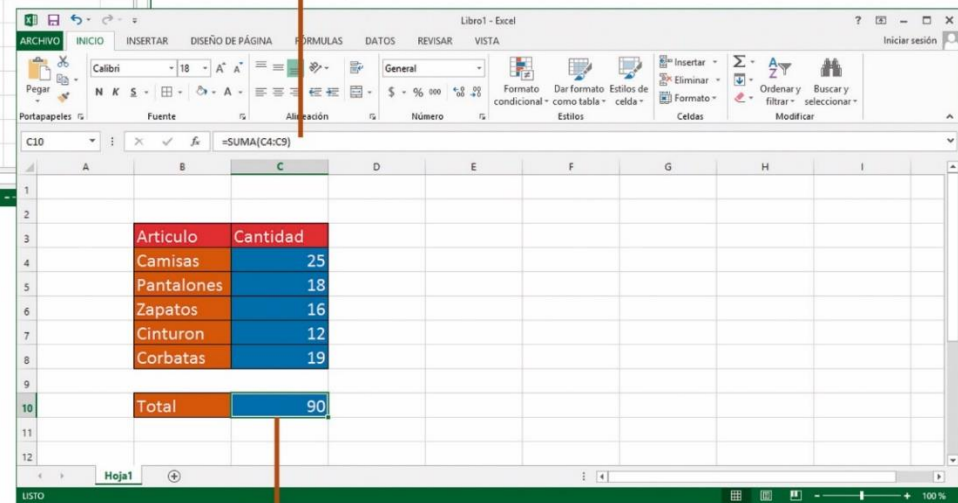 Libro1 - Excel
ARCHIVO INICIO INSERTAR DISEÑO DE PÁGINA FÓRMULAS DATOS REVISAR VISTA Iniciar sesión
Calibri 18 General Insertar
Pegar Eliminar
N K S $ % 000 Formato condicional Dar formato como tabla Estilos de celda Formato Ordenar y filtrar Buscar y seleccionar
Portapapeles Fuente Alineación Número Estilos Celdas Modificar
C10 fx =SUMA(C4:C9)
A B C D E F G H I
1
2
3 Articulo Cantidad
4 Camisas 25
5 Pantalones 18
6 Zapatos 16
7 Cinturon 12
8 Corbatas 19
9
10 Total 90
11
12
Hoja1
LISTO 100 %